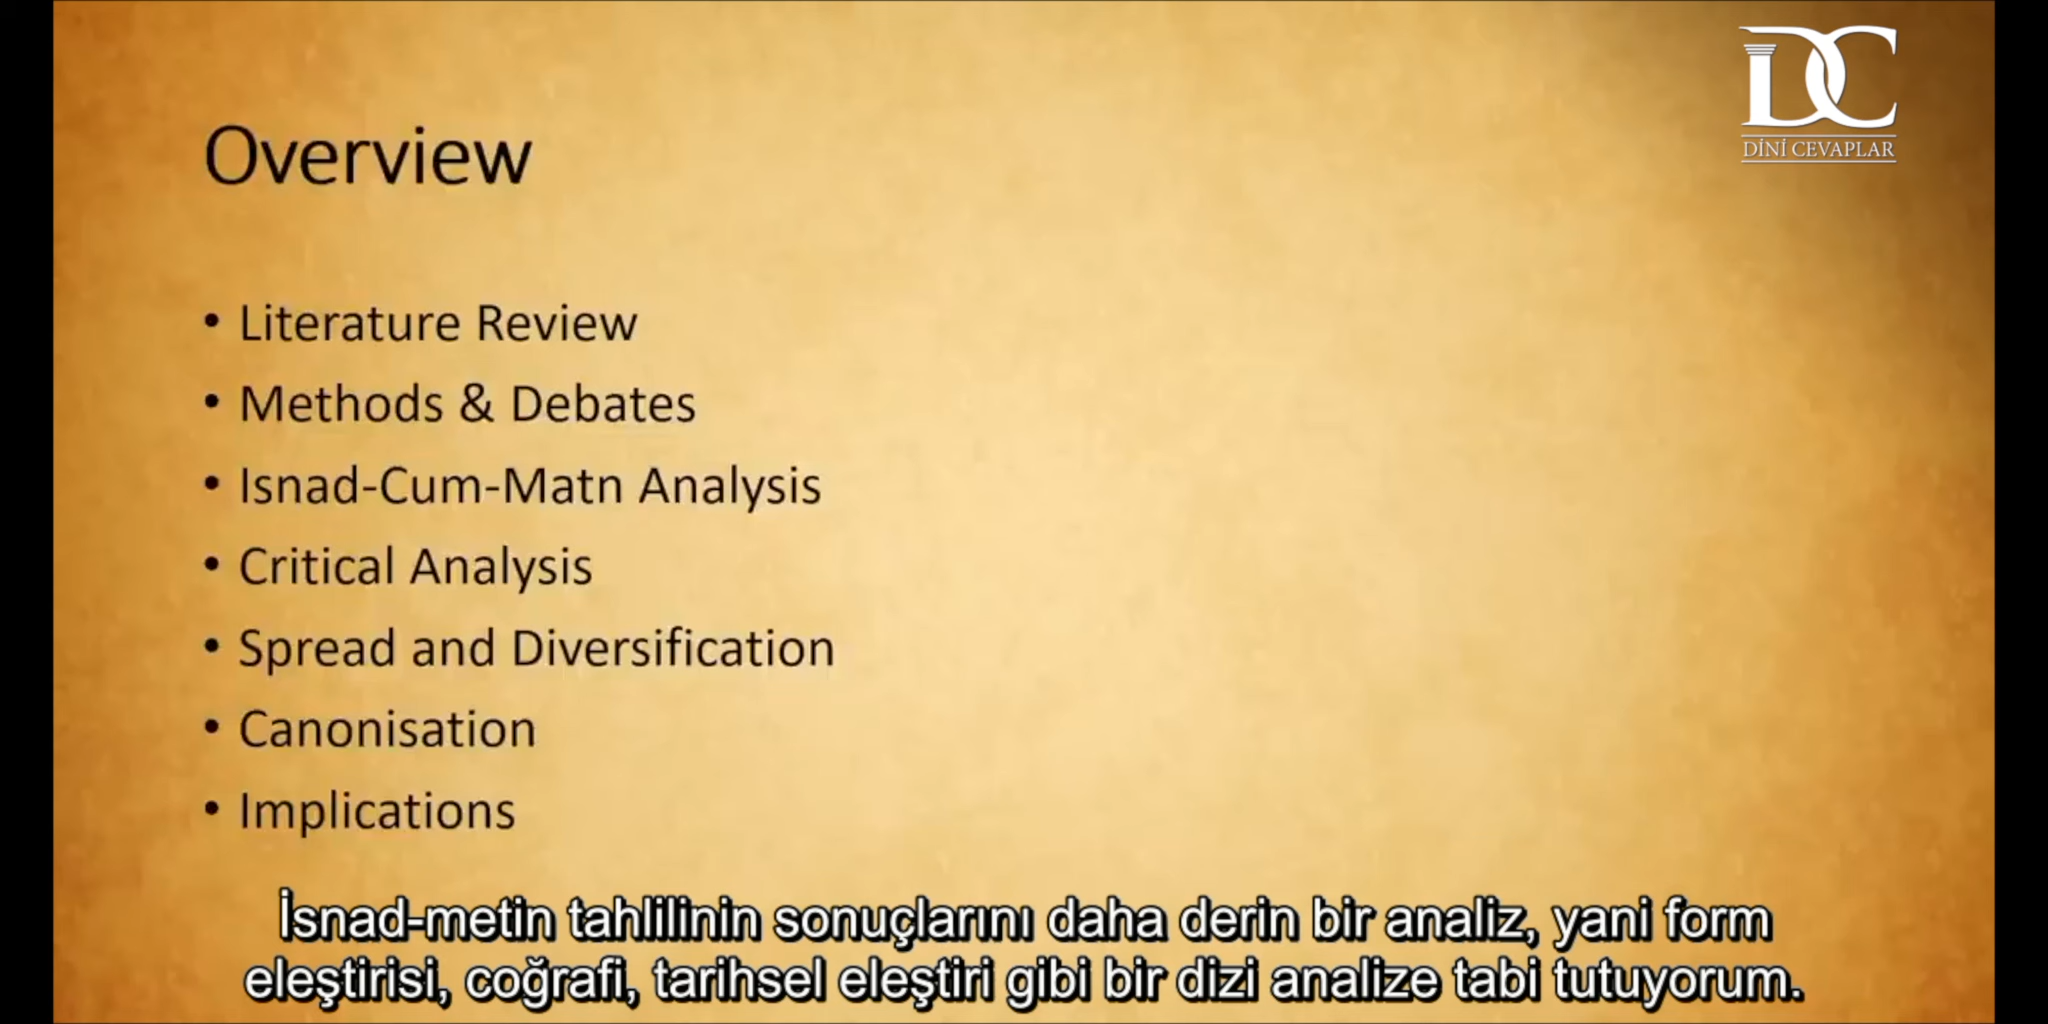 DC
DİNİ CEVAPLAR
Overview
• Literature Review
• Methods & Debates
• Isnad-Cum-Matn Analysis
• Critical Analysis
• Spread and Diversification
• Canonisation
• Implications
İsnad-metin tahlilinin sonuçlarını daha derin bir analiz, yani form
eleştirisi, coğrafi, tarihsel eleştiri gibi bir dizi analize tabi tutuyorum.